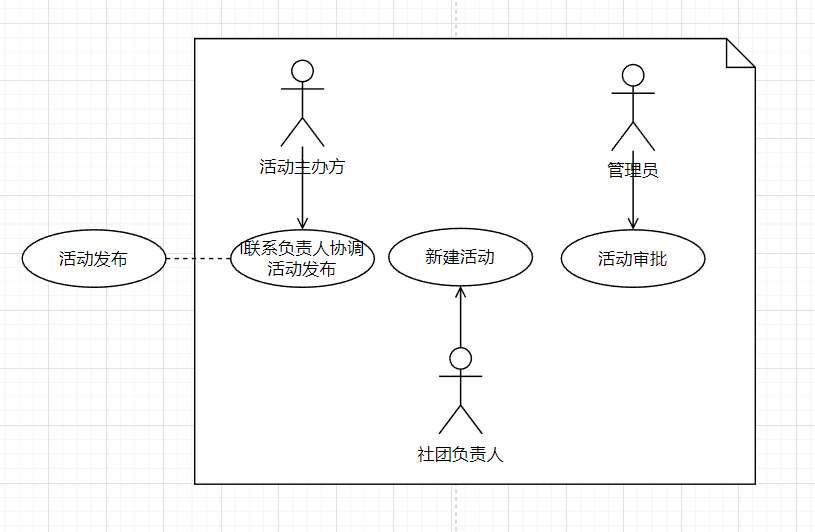 活动主办方
管理员
活动发布
I联系负责人协调
活动发布
新建活动
活动审批
社团负责人